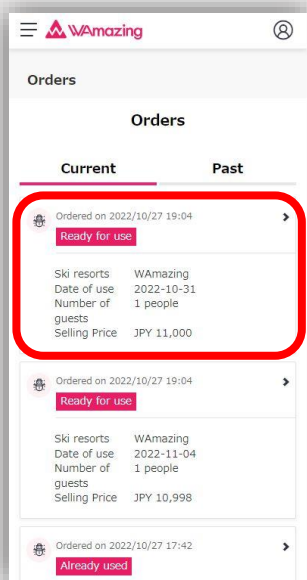 WAmazing
Orders
Orders
Current Past
Ordered on 2022/10/27 19:04
Ready for use
Ski resorts WAmazing
Date of use 2022-10-31
Number of 1 people
guests
Selling Price JPY 11,000
Ordered on 2022/10/27 19:04
Ready for use
Ski resorts WAmazing
Date of use 2022-11-04
Number of 1 people
guests
Selling Price JPY 10,998
Ordered on 2022/10/27 17:42
Already used